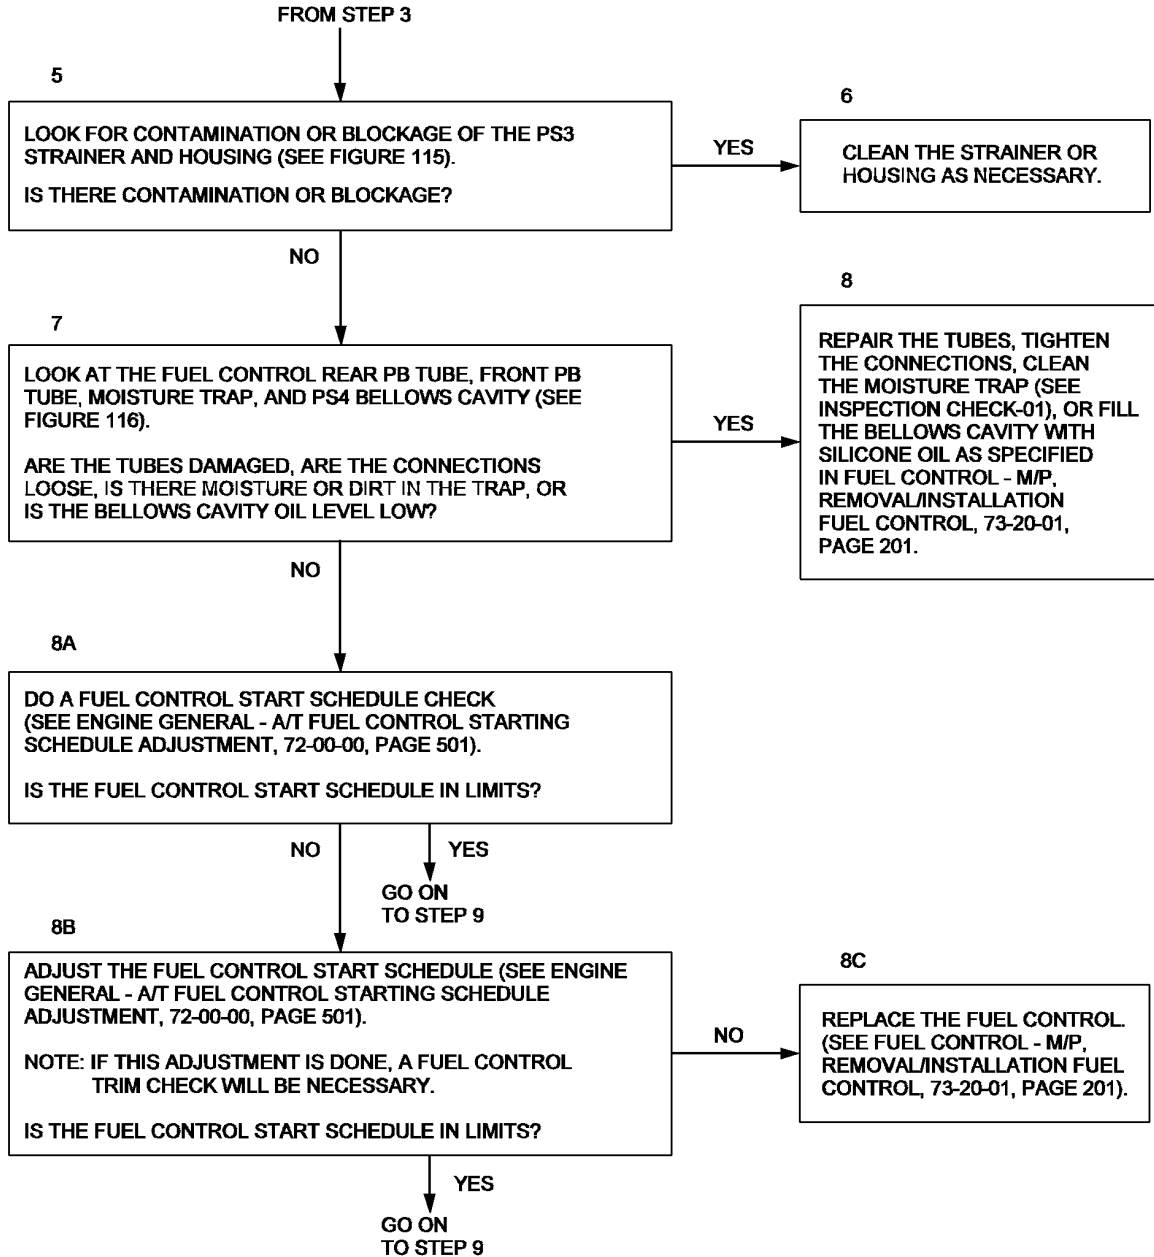 FROM STEP 3
5
LOOK FOR CONTAMINATION OR BLOCKAGE OF THE PS3
STRAINER AND HOUSING (SEE FIGURE 115).
IS THERE CONTAMINATION OR BLOCKAGE?
YES
6
CLEAN THE STRAINER OR
HOUSING AS NECESSARY.
NO
7
LOOK AT THE FUEL CONTROL REAR PB TUBE, FRONT PB
TUBE, MOISTURE TRAP, AND PS4 BELLOWS CAVITY (SEE
FIGURE 116).
ARE THE TUBES DAMAGED, ARE THE CONNECTIONS
LOOSE, IS THERE MOISTURE OR DIRT IN THE TRAP, OR
IS THE BELLOWS CAVITY OIL LEVEL LOW?
YES
8
REPAIR THE TUBES, TIGHTEN
THE CONNECTIONS, CLEAN
THE MOISTURE TRAP (SEE
INSPECTION CHECK-01), OR FILL
THE BELLOWS CAVITY WITH
SILICONE OIL AS SPECIFIED
IN FUEL CONTROL - M/P,
REMOVAL/INSTALLATION
FUEL CONTROL, 73-20-01,
PAGE 201.
NO
8A
DO A FUEL CONTROL START SCHEDULE CHECK
(SEE ENGINE GENERAL - A/T FUEL CONTROL STARTING
SCHEDULE ADJUSTMENT, 72-00-00, PAGE 501).
IS THE FUEL CONTROL START SCHEDULE IN LIMITS?
NO
YES
GO ON
TO STEP 9
8B
ADJUST THE FUEL CONTROL START SCHEDULE (SEE ENGINE
GENERAL - A/T FUEL CONTROL STARTING SCHEDULE
ADJUSTMENT, 72-00-00, PAGE 501).
NOTE: IF THIS ADJUSTMENT IS DONE, A FUEL CONTROL
TRIM CHECK WILL BE NECESSARY.
IS THE FUEL CONTROL START SCHEDULE IN LIMITS?
NO
8C
REPLACE THE FUEL CONTROL.
(SEE FUEL CONTROL - M/P,
REMOVAL/INSTALLATION FUEL
CONTROL, 73-20-01, PAGE 201).
YES
GO ON
TO STEP 9